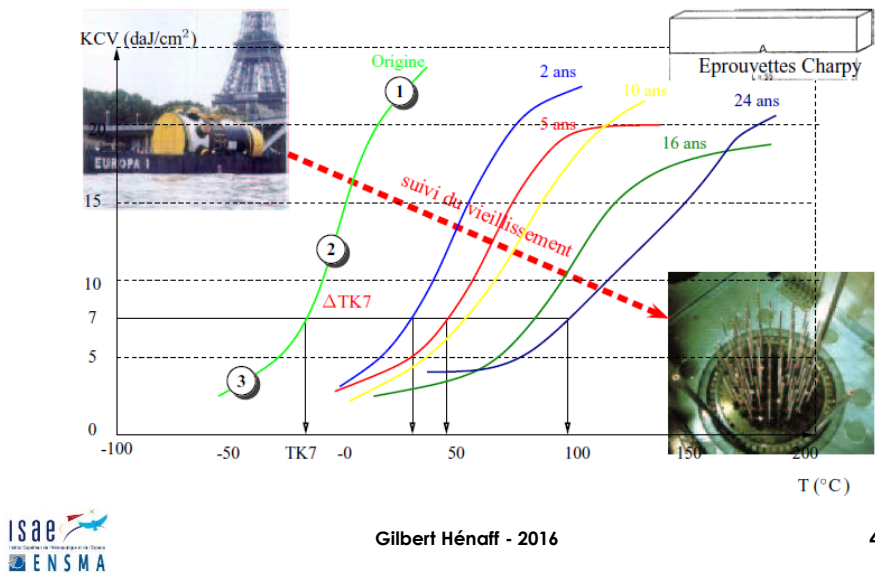 KCV (daJ/cm²)
Eprouvettes Charpy
Origine
2 ans
10 ans
24 ans
5 ans
16 ans
1
2
3
EUROPA 1
suivi du vieillissement
ΔTK7
20
15
10
7
5
0
-100
-50
TK7
-0
50
100
150
200
T (°C)
isae
ENSMA
Gilbert Hénaff - 2016
4